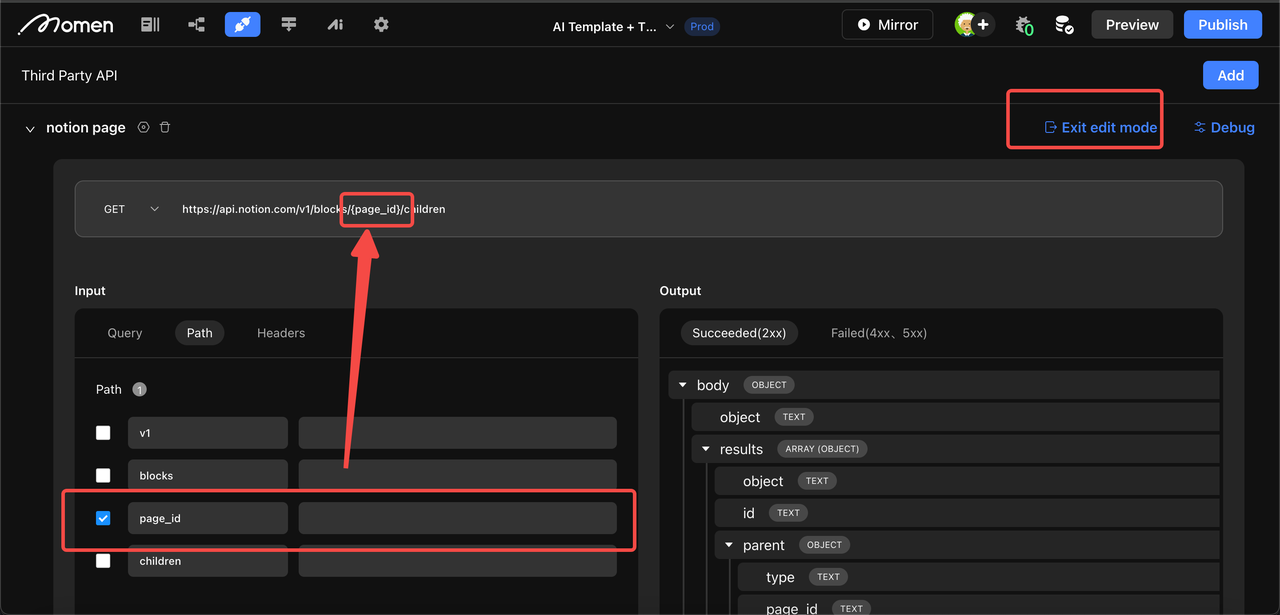 Momen
Ai
AI Template + T...
Prod
Mirror
0
Preview
Publish
Third Party API
Add
notion page
Exit edit mode
Debug
GET
https://api.notion.com/v1/blocks/{page_id}/children
Input
Output
Query
Path
Headers
Succeeded(2xx)
Failed(4xx、5xx)
Path 1
v1
blocks
page_id
children
body OBJECT
object TEXT
results ARRAY (OBJECT)
object TEXT
id TEXT
parent OBJECT
type TEXT
page_id TEXT